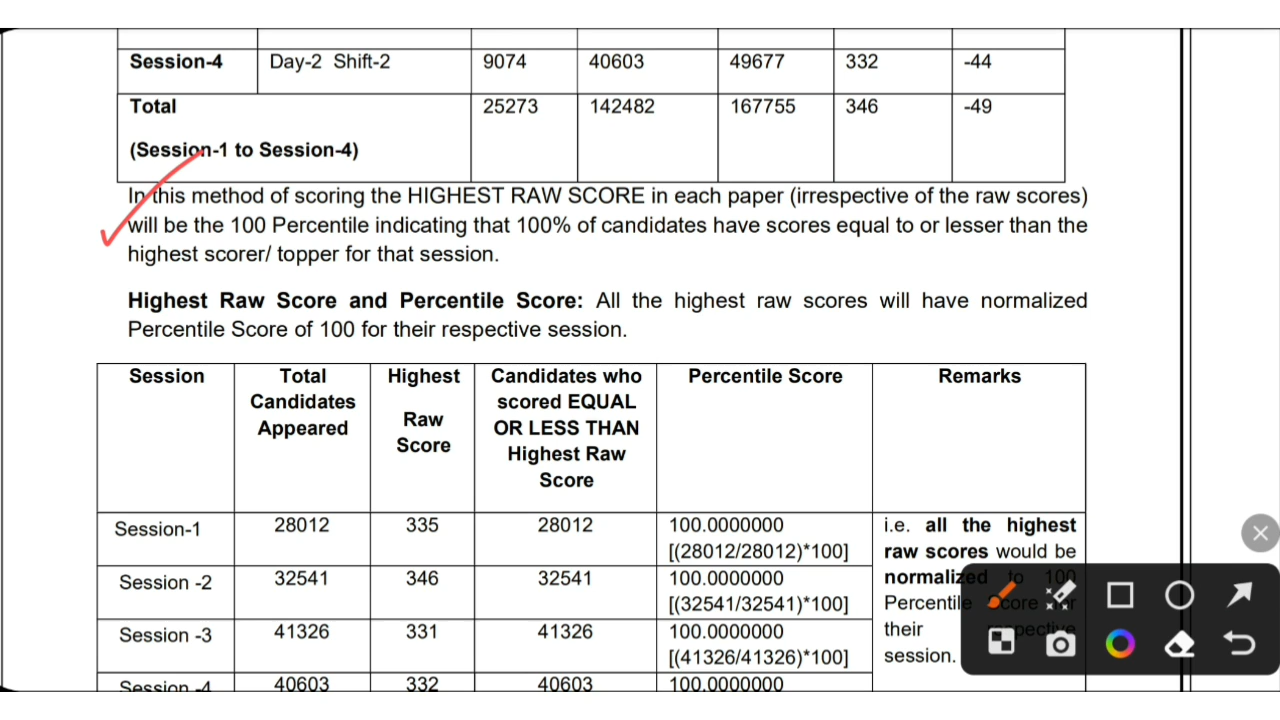 Session-4 Day-2 Shift-2 9074 40603 49677 332 -44
Total 25273 142482 167755 346 -49
(Session-1 to Session-4)
In this method of scoring the HIGHEST RAW SCORE in each paper (irrespective of the raw scores)
will be the 100 Percentile indicating that 100% of candidates have scores equal to or lesser than the
highest scorer/ topper for that session.
Highest Raw Score and Percentile Score: All the highest raw scores will have normalized
Percentile Score of 100 for their respective session.
Session
Total
Candidates
Appeared
Highest
Raw
Score
Candidates who
scored EQUAL
OR LESS THAN
Highest Raw
Score
Percentile Score
Remarks
Session-1 28012 335 28012 100.0000000
[(28012/28012)*100]
Session -2 32541 346 32541 100.0000000
[(32541/32541)*100]
Session -3 41326 331 41326 100.0000000
[(41326/41326)*100]
Session -4 40603 332 40603 100.0000000
i.e. all the highest
raw scores would be
normalized to 100
Percentile Score for
their respective
session.